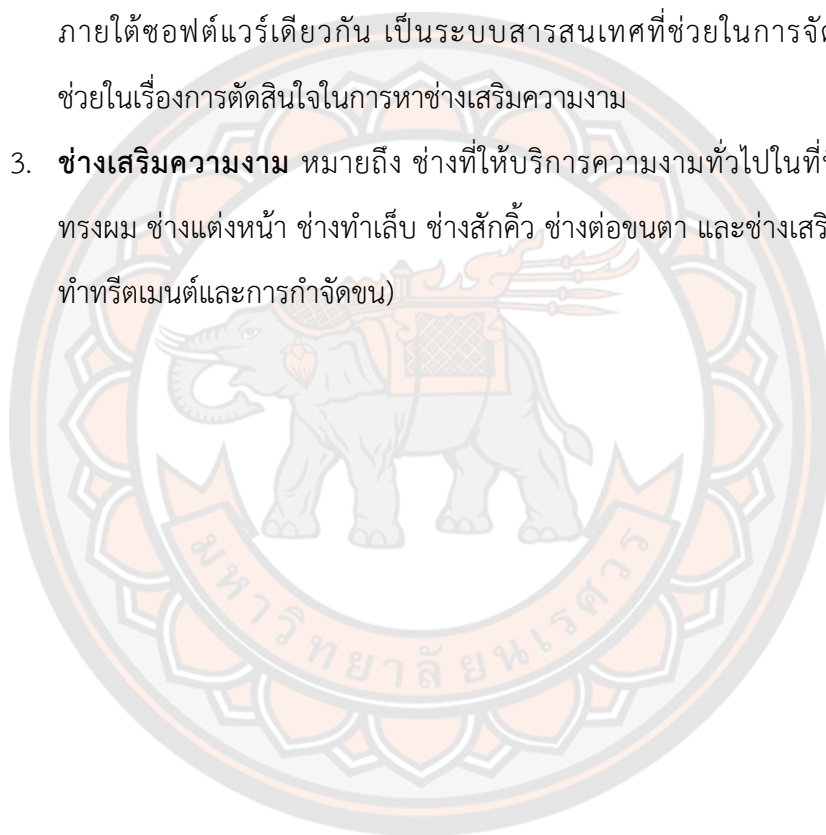 ภายใต้ซอฟต์แวร์เดียวกัน เป็นระบบสารสนเทศที่ช่วยในการ
ช่วยในเรื่องการตัดสินใจในการหาช่างเสริมความงาม
3. ช่างเสริมความงาม หมายถึง ช่างที่ให้บริการความงามทั่วไปในที่
ทรงผม ช่างแต่งหน้า ช่างทำเล็บ ช่างสักคิ้ว ช่างต่อขนตา และช่าง
ทำทรีตเมนต์และการกำจัดขน)
มหาวิทยาลัยนเรศวร